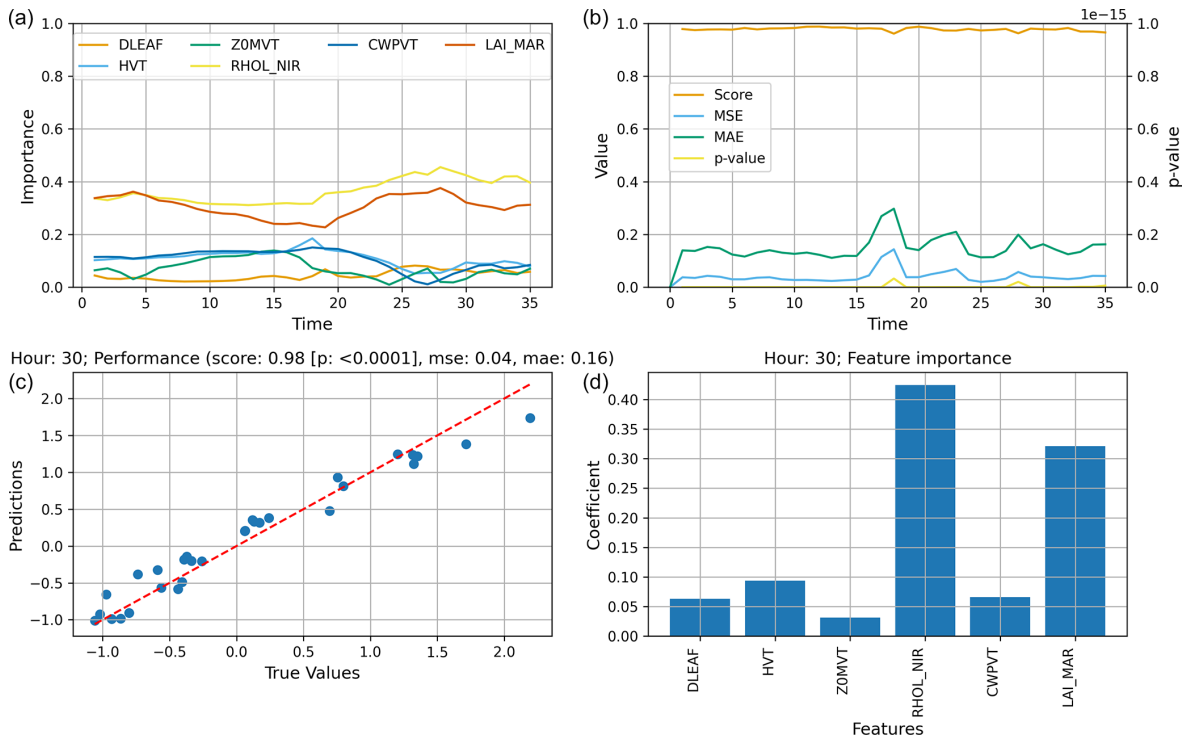 (a)
DLEAF Z0MVT CWPVT LAI_MAR
HVT RHOL_NIR
1.0
0.8
0.6
0.4
0.2
0.0
Importance
0 5 10 15 20 25 30 35
Time
(b)
1e−15
Score
MSE
MAE
p-value
1.0
0.8
0.6
0.4
0.2
0.0
Value
1.0
0.8
0.6
0.4
0.2
0.0
p-value
0 5 10 15 20 25 30 35
Time
Hour: 30; Performance (score: 0.98 [p: <0.0001], mse: 0.04, mae: 0.16)
(c)
2.0
1.5
1.0
0.5
0.0
−0.5
−1.0
Predictions
−1.0 −0.5 0.0 0.5 1.0 1.5 2.0
True Values
Hour: 30; Feature importance
(d)
0.40
0.35
0.30
0.25
0.20
0.15
0.10
0.05
0.00
Coefficient
DLEAF
HVT
Z0MVT
RHOL_NIR
CWPVT
LAI_MAR
Features